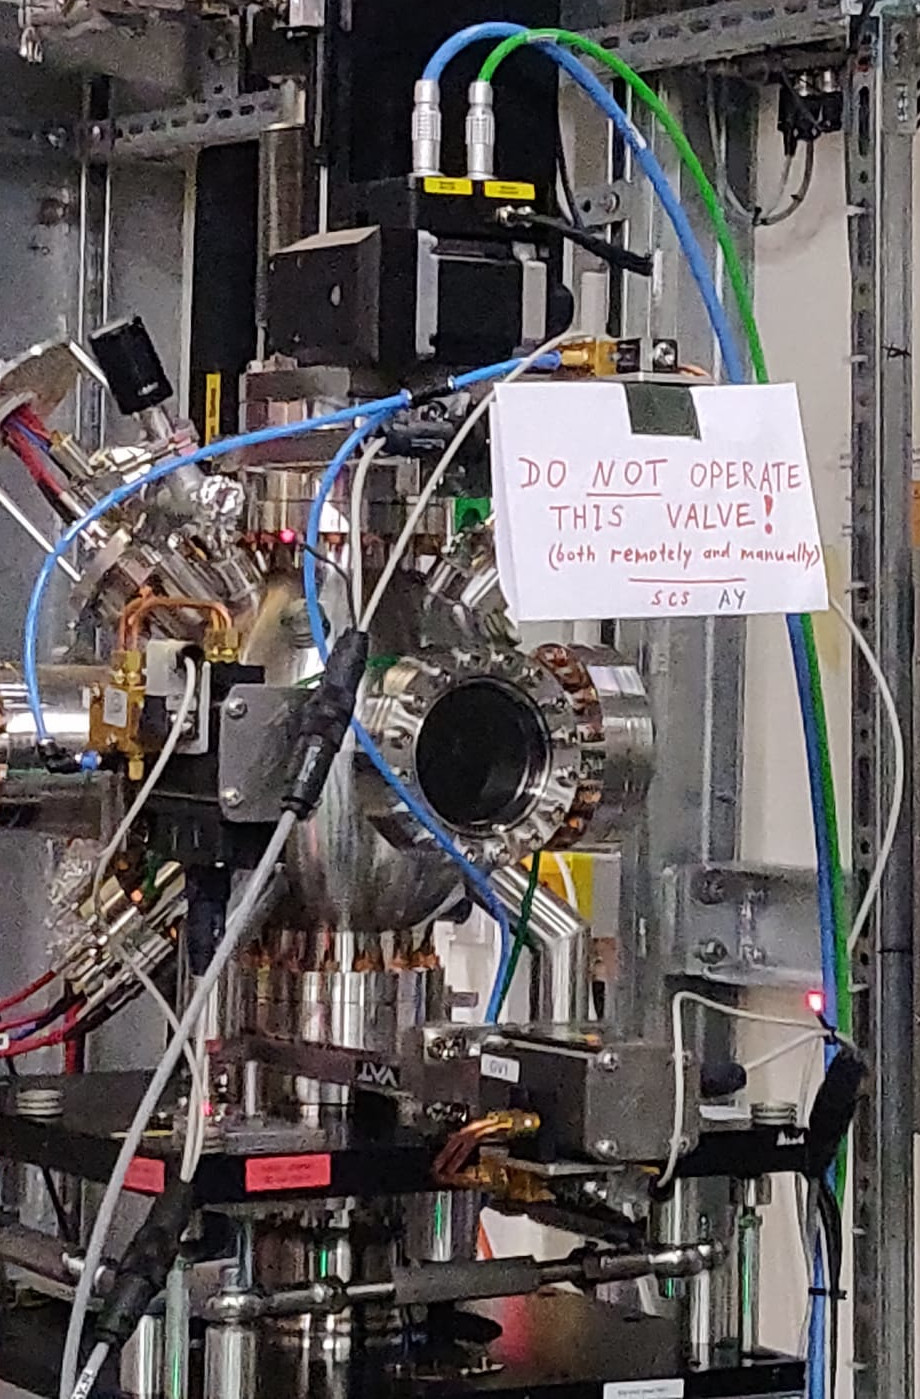 DO NOT OPERATE
THIS VALVE!
(both remotely and manually)
SCS AY
VAT
GV1